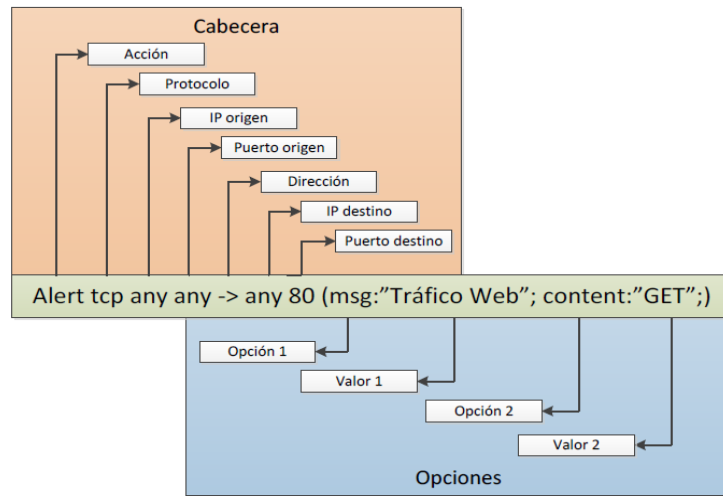 Cabecera
Acción
Protocolo
IP origen
Puerto origen
Dirección
IP destino
Puerto destino
Alert tcp any any -> any 80 (msg:”Tráfico Web”; content:”GET”;)
Opción 1
Valor 1
Opción 2
Valor 2
Opciones